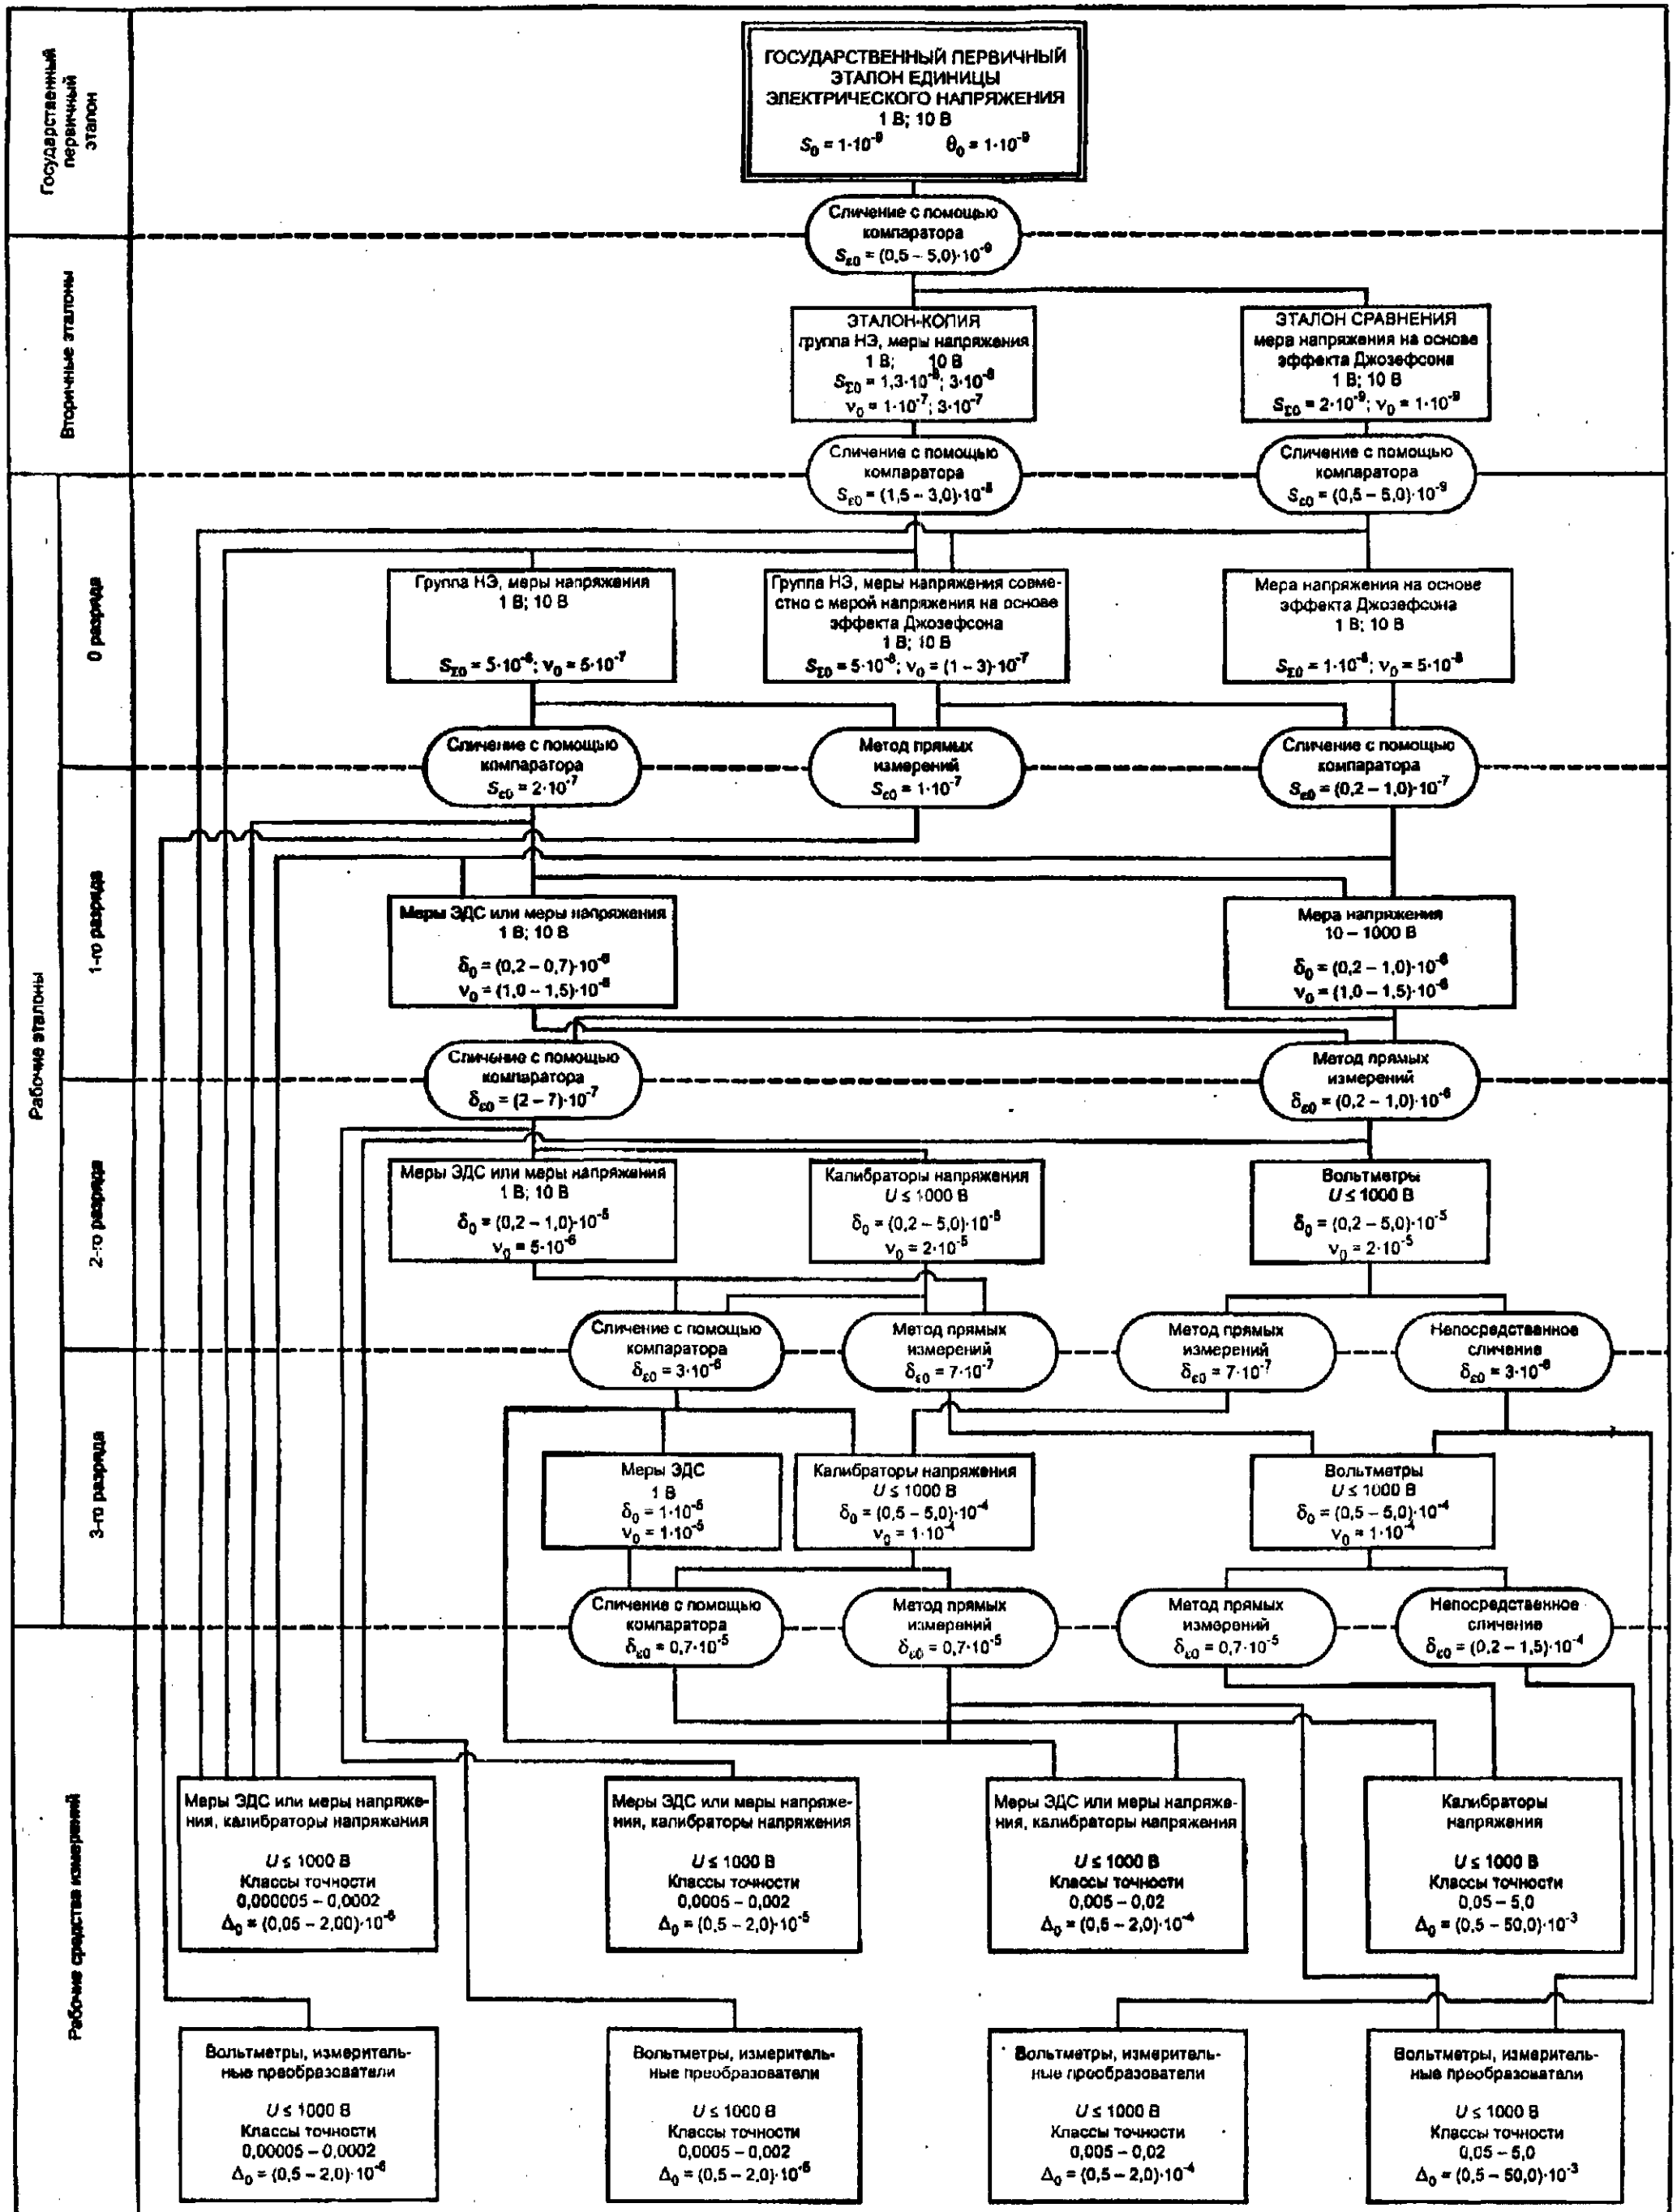 Государственный
первичный
эталон
ГОСУДАРСТВЕННЫЙ ПЕРВИЧНЫЙ
ЭТАЛОН ЕДИНИЦЫ
ЭЛЕКТРИЧЕСКОГО НАПРЯЖЕНИЯ
1 В; 10 В
S₀ = 1·10⁻⁹ θ₀ = 1·10⁻⁹
Сличение с помощью
компаратора
Sε₀ = (0,5 – 5,0)·10⁻⁹
Вторичные эталоны
ЭТАЛОН-КОПИЯ
группа НЭ, меры напряжения
1 В; 10 В
SΣ₀ = 1,3·10⁻⁸; 3·10⁻⁸
ν₀ = 1·10⁻⁷; 3·10⁻⁷
ЭТАЛОН СРАВНЕНИЯ
мера напряжения на основе
эффекта Джозефсона
1 В; 10 В
SΣ₀ = 2·10⁻⁹; ν₀ = 1·10⁻⁹
Сличение с помощью
компаратора
Sε₀ = (1,5 – 3,0)·10⁻⁸
Сличение с помощью
компаратора
Sε₀ = (0,5 – 5,0)·10⁻⁹
Рабочие эталоны
0 разряда
Группа НЭ, меры напряжения
1 В; 10 В
SΣ₀ = 5·10⁻⁸; ν₀ = 5·10⁻⁷
Группа НЭ, меры напряжения совме-
стно с мерой напряжения на основе
эффекта Джозефсона
1 В; 10 В
SΣ₀ = 5·10⁻⁸; ν₀ = (1 – 3)·10⁻⁷
Мера напряжения на основе
эффекта Джозефсона
1 В; 10 В
SΣ₀ = 1·10⁻⁸; ν₀ = 5·10⁻⁸
Сличение с помощью
компаратора
Sε₀ = 2·10⁻⁷
Метод прямых
измерений
Sε₀ = 1·10⁻⁷
Сличение с помощью
компаратора
Sε₀ = (0,2 – 1,0)·10⁻⁷
1-го разряда
Меры ЭДС или меры напряжения
1 В; 10 В
δ₀ = (0,2 – 0,7)·10⁻⁶
ν₀ = (1,0 – 1,5)·10⁻⁶
Мера напряжения
10 – 1000 В
δ₀ = (0,2 – 1,0)·10⁻⁶
ν₀ = (1,0 – 1,5)·10⁻⁶
Сличение с помощью
компаратора
δε₀ = (2 – 7)·10⁻⁷
Метод прямых
измерений
δε₀ = (0,2 – 1,0)·10⁻⁶
2-го разряда
Меры ЭДС или меры напряжения
1 В; 10 В
δ₀ = (0,2 – 1,0)·10⁻⁵
ν₀ = 5·10⁻⁶
Калибраторы напряжения
U ≤ 1000 В
δ₀ = (0,2 – 5,0)·10⁻⁵
ν₀ = 2·10⁻⁵
Вольтметры
U ≤ 1000 В
δ₀ = (0,2 – 5,0)·10⁻⁵
ν₀ = 2·10⁻⁵
Сличение с помощью
компаратора
δε₀ = 3·10⁻⁶
Метод прямых
измерений
δε₀ = 7·10⁻⁷
Метод прямых
измерений
δε₀ = 7·10⁻⁷
Непосредственное
сличение
δε₀ = 3·10⁻⁶
3-го разряда
Меры ЭДС
1 В
δ₀ = 1·10⁻⁵
ν₀ = 1·10⁻⁵
Калибраторы напряжения
U ≤ 1000 В
δ₀ = (0,5 – 5,0)·10⁻⁴
ν₀ = 1·10⁻⁴
Вольтметры
U ≤ 1000 В
δ₀ = (0,5 – 5,0)·10⁻⁴
ν₀ = 1·10⁻⁴
Сличение с помощью
компаратора
δε₀ = 0,7·10⁻⁵
Метод прямых
измерений
δε₀ = 0,7·10⁻⁵
Метод прямых
измерений
δε₀ = 0,7·10⁻⁵
Непосредственное
сличение
δε₀ = (0,2 – 1,5)·10⁻⁴
Рабочие средства измерений
Меры ЭДС или меры напряже-
ния, калибраторы напряжения
U ≤ 1000 В
Классы точности
0,000005 – 0,0002
Δ₀ = (0,05 – 2,00)·10⁻⁶
Меры ЭДС или меры напряже-
ния, калибраторы напряжения
U ≤ 1000 В
Классы точности
0,0005 – 0,002
Δ₀ = (0,5 – 2,0)·10⁻⁵
Меры ЭДС или меры напряже-
ния, калибраторы напряжения
U ≤ 1000 В
Классы точности
0,005 – 0,02
Δ₀ = (0,5 – 2,0)·10⁻⁴
Калибраторы
напряжения
U ≤ 1000 В
Классы точности
0,05 – 5,0
Δ₀ = (0,5 – 50,0)·10⁻³
Вольтметры, измеритель-
ные преобразователи
U ≤ 1000 В
Классы точности
0,00005 – 0,0002
Δ₀ = (0,5 – 2,0)·10⁻⁶
Вольтметры, измеритель-
ные преобразователи
U ≤ 1000 В
Классы точности
0,0005 – 0,002
Δ₀ = (0,5 – 2,0)·10⁻⁵
Вольтметры, измеритель-
ные преобразователи
U ≤ 1000 В
Классы точности
0,005 – 0,02
Δ₀ = (0,5 – 2,0)·10⁻⁴
Вольтметры, измеритель-
ные преобразователи
U ≤ 1000 В
Классы точности
0,05 – 5,0
Δ₀ = (0,5 – 50,0)·10⁻³